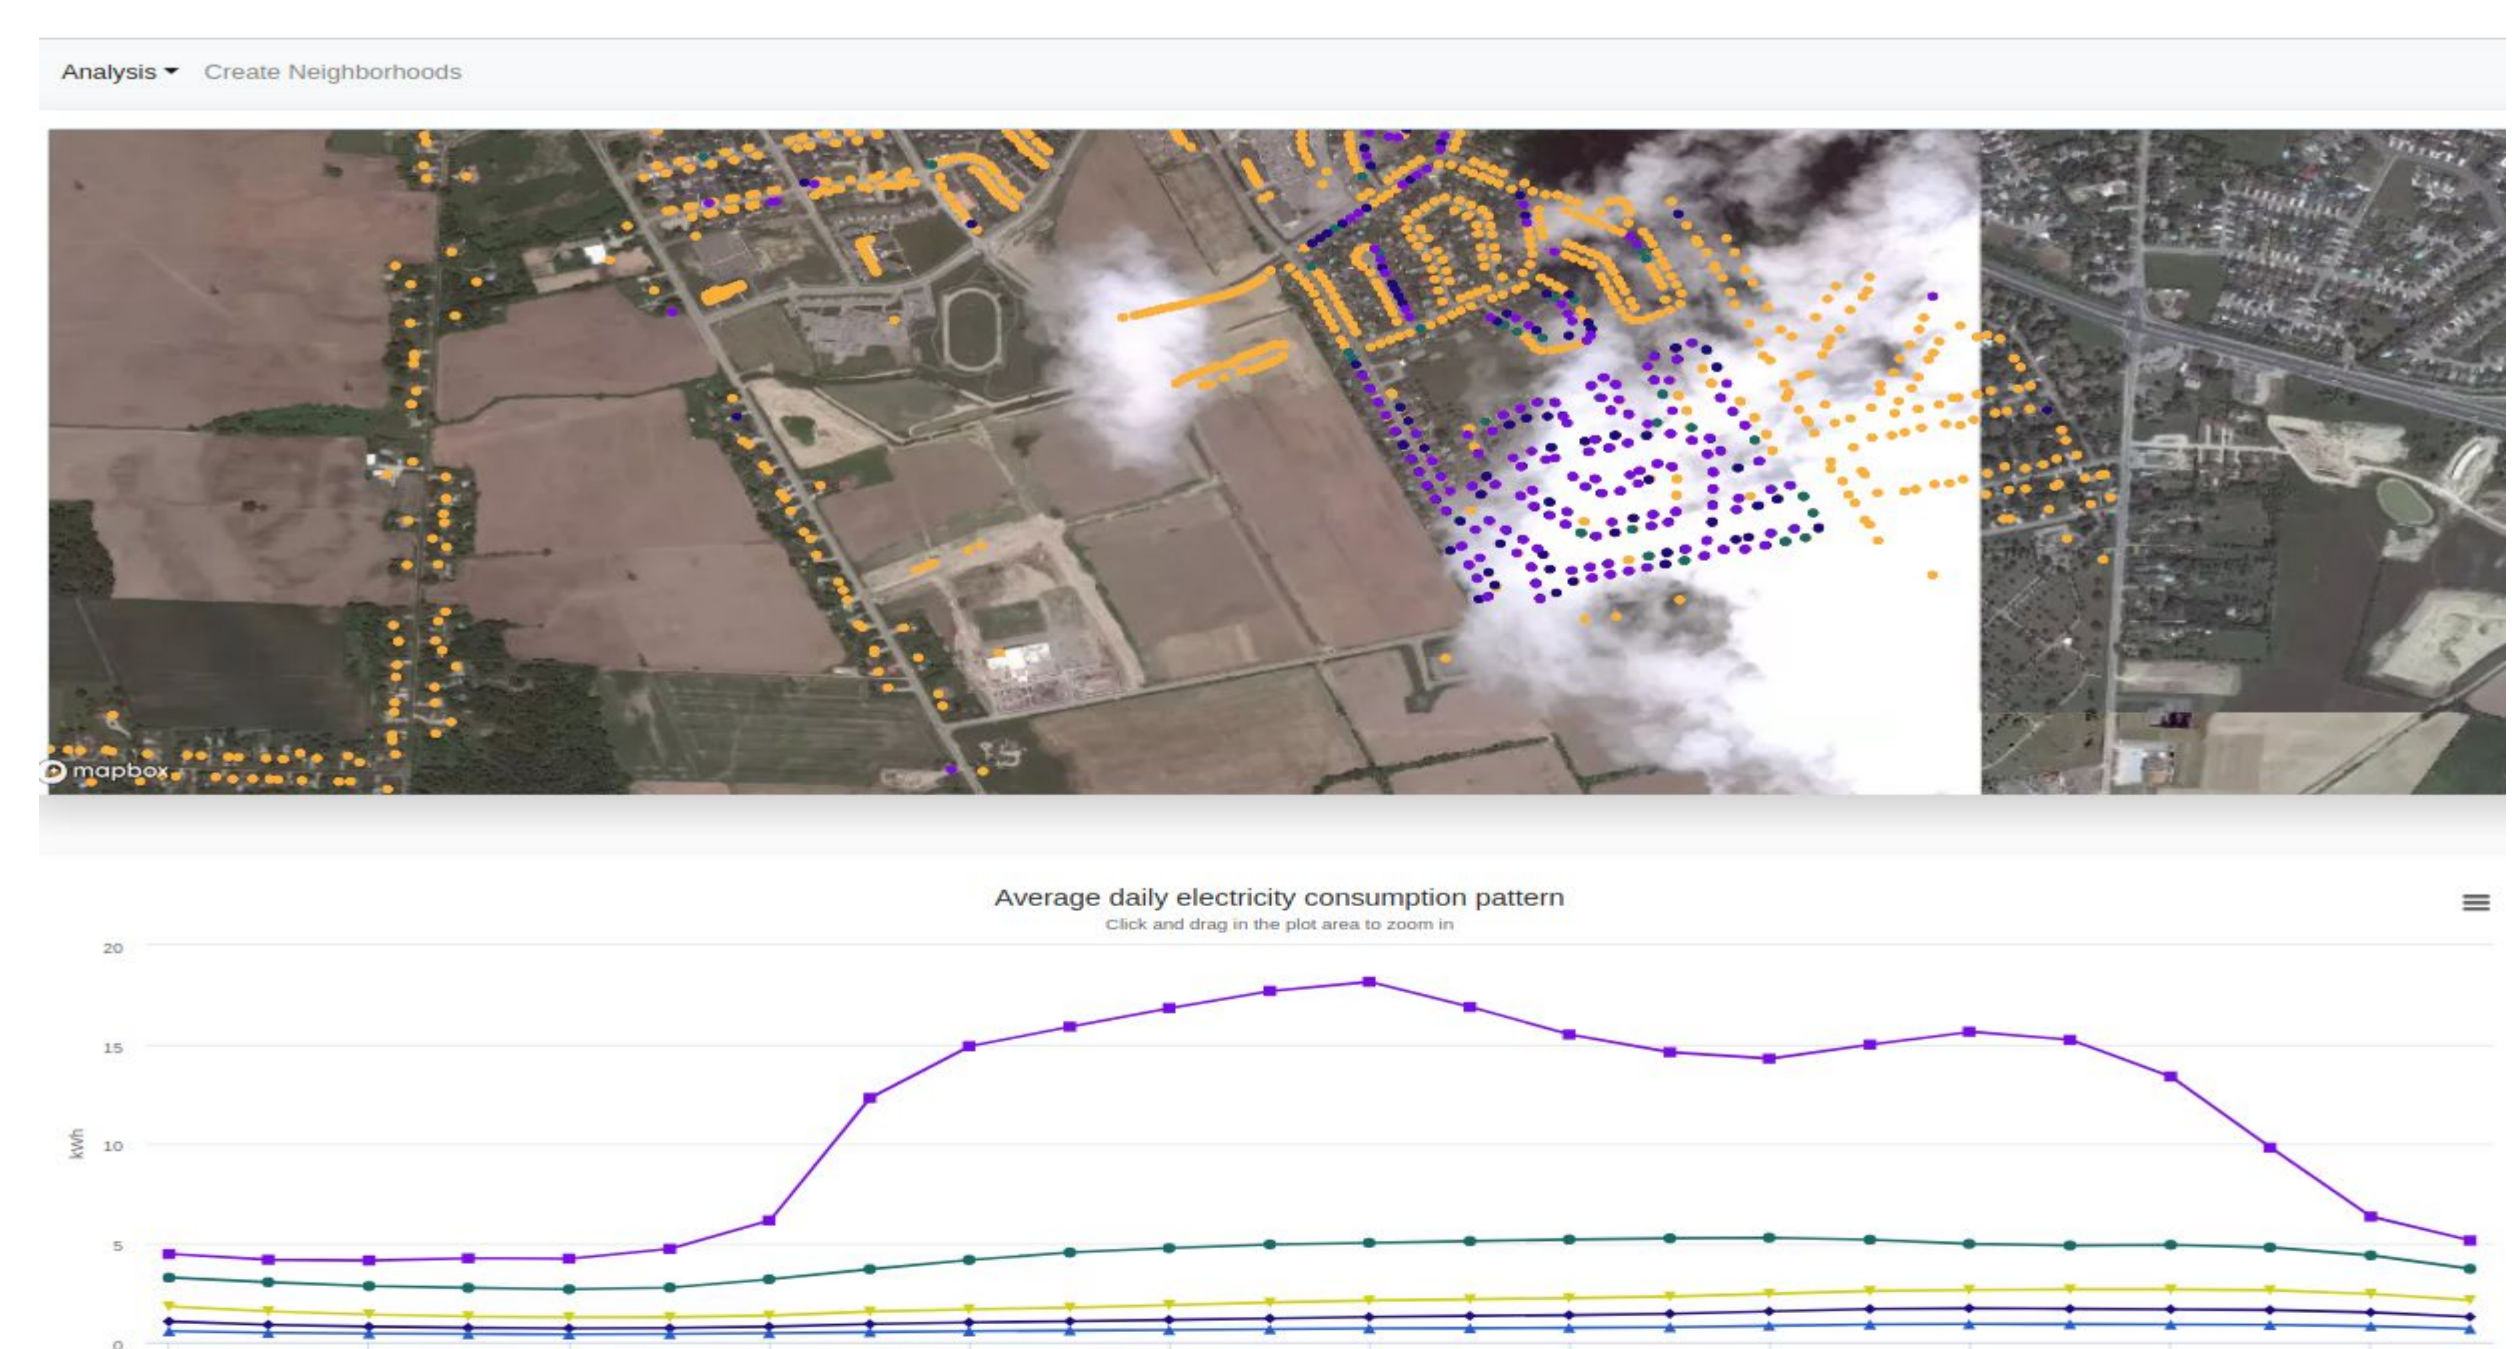 Analysis Create Neighborhoods
mapbox
Average daily electricity consumption pattern
Click and drag in the plot area to zoom in
20
15
10
5
0
kWh